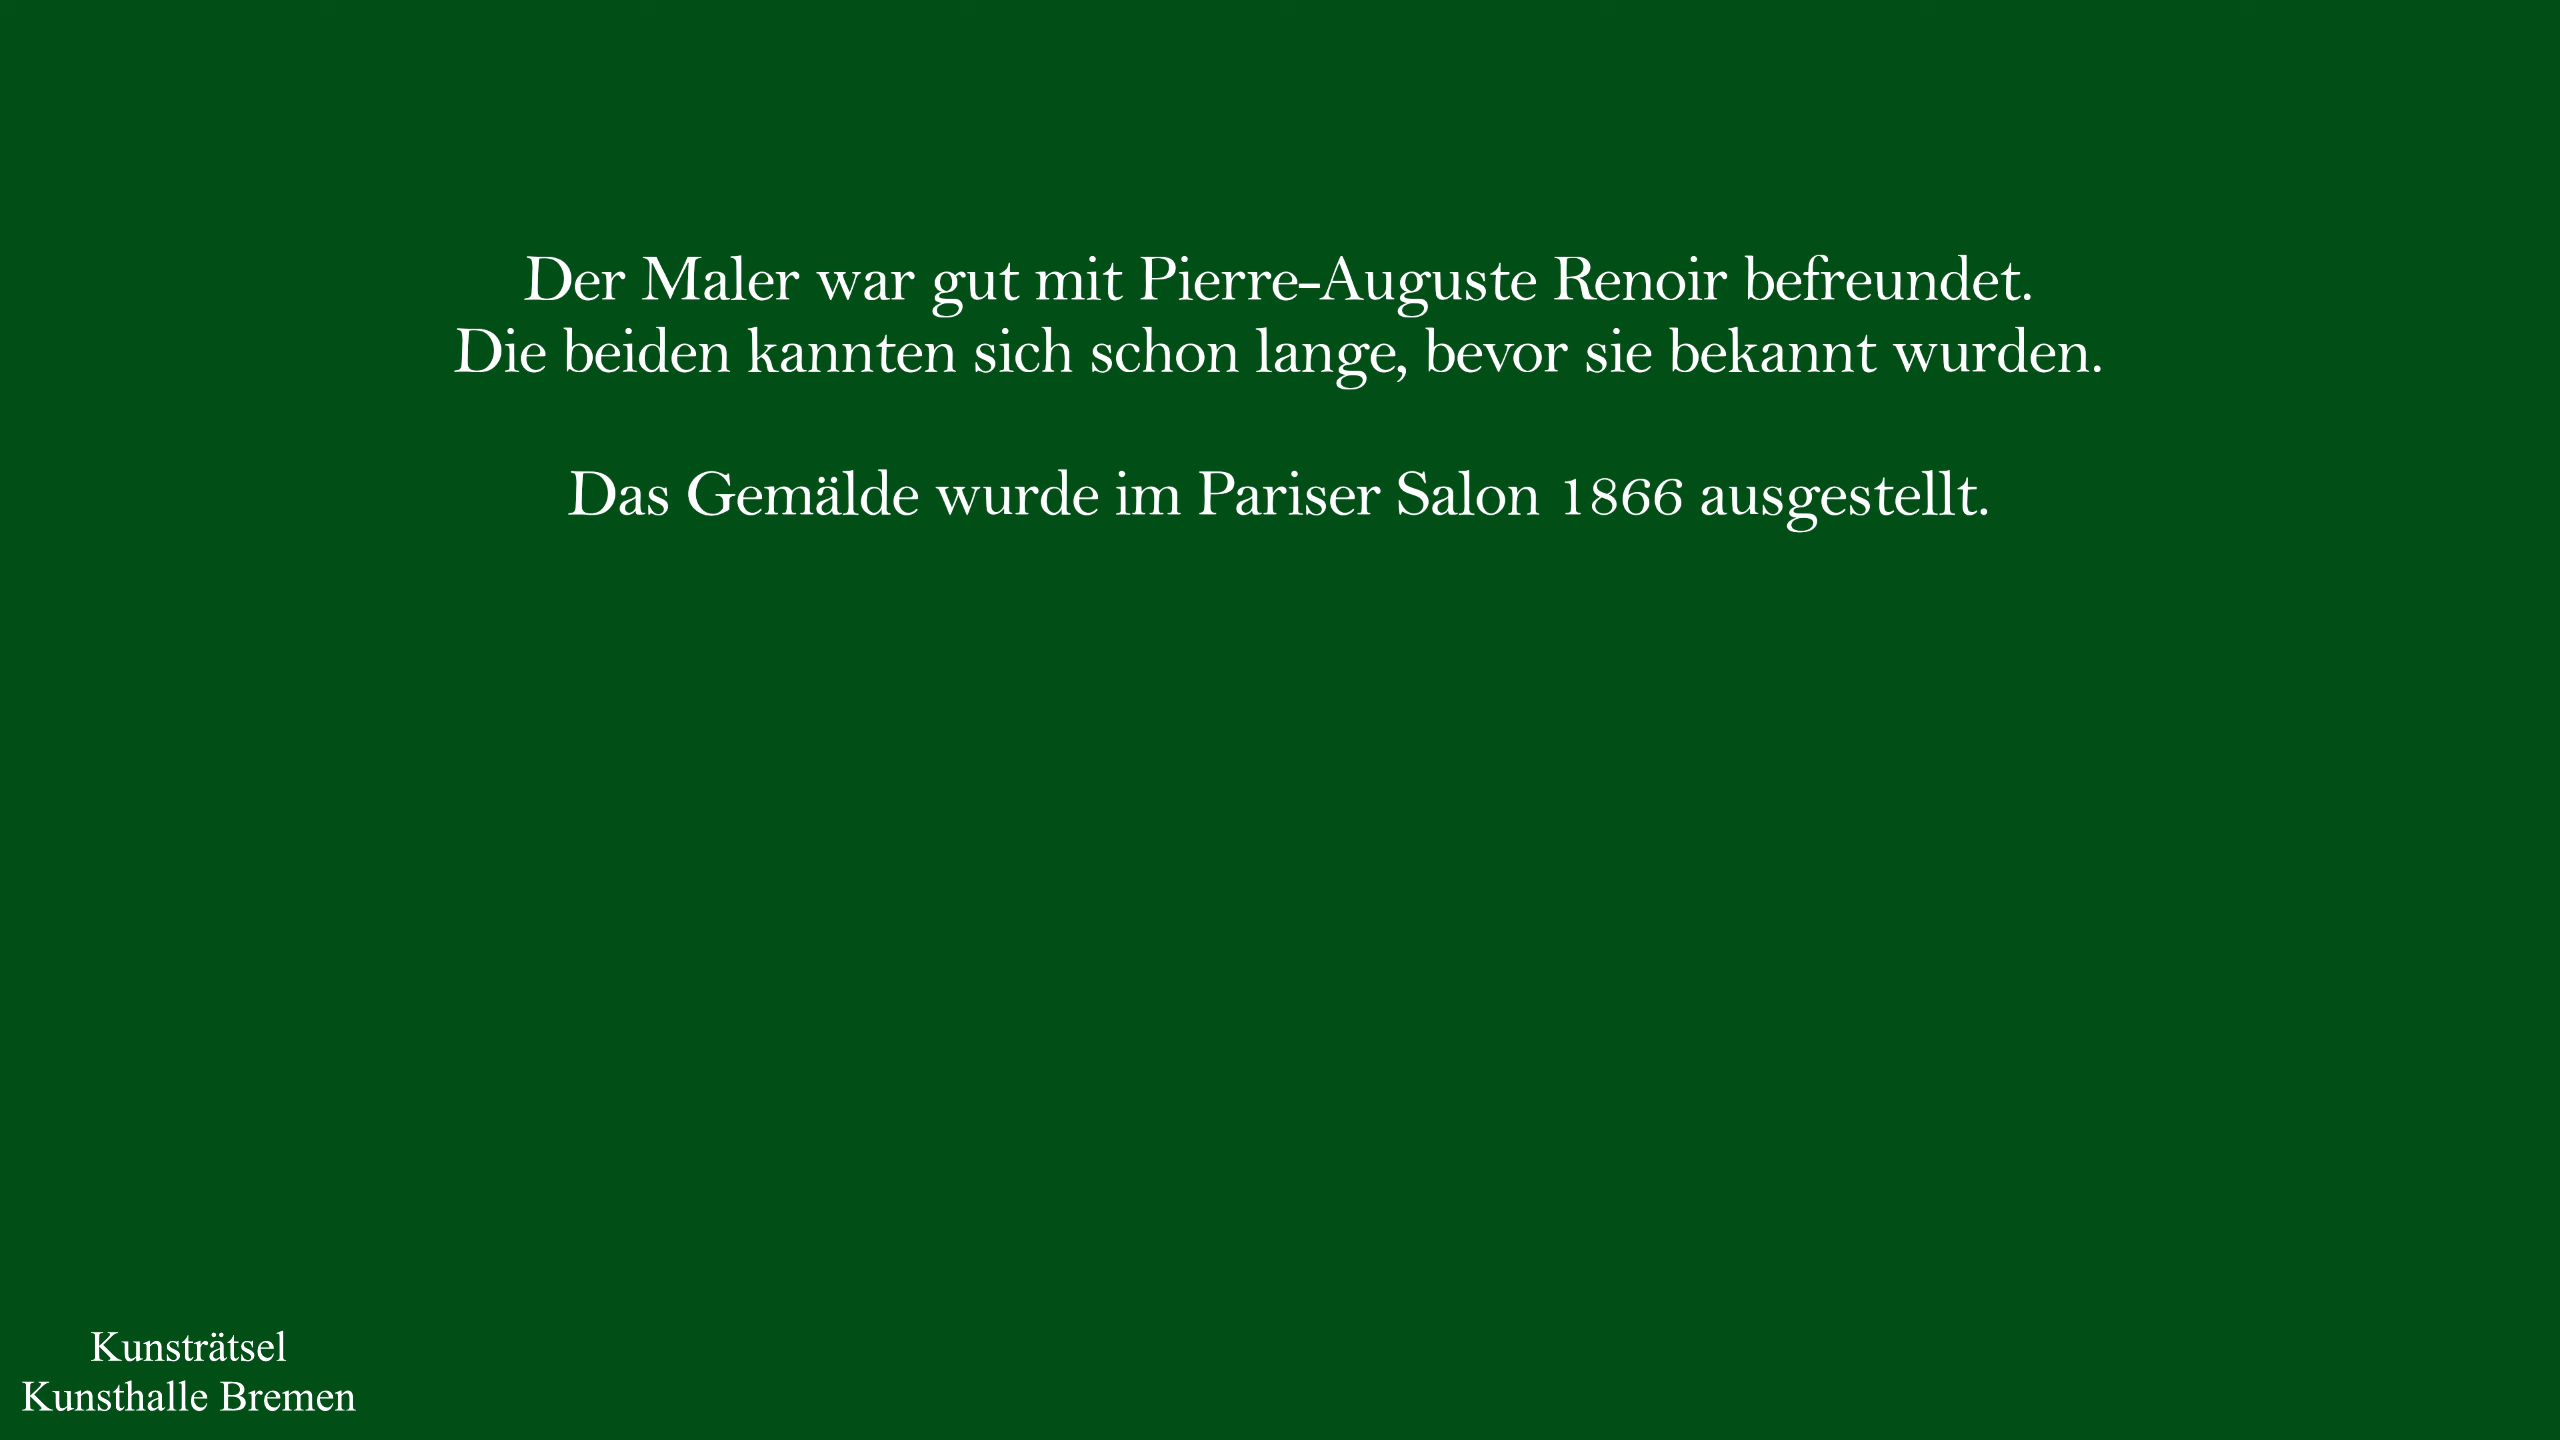 Der Maler war gut mit Pierre-Auguste Renoir befreundet.
Die beiden kannten sich schon lange, bevor sie bekannt wurden.
Das Gemälde wurde im Pariser Salon 1866 ausgestellt.
Kunsträtsel
Kunsthalle Bremen